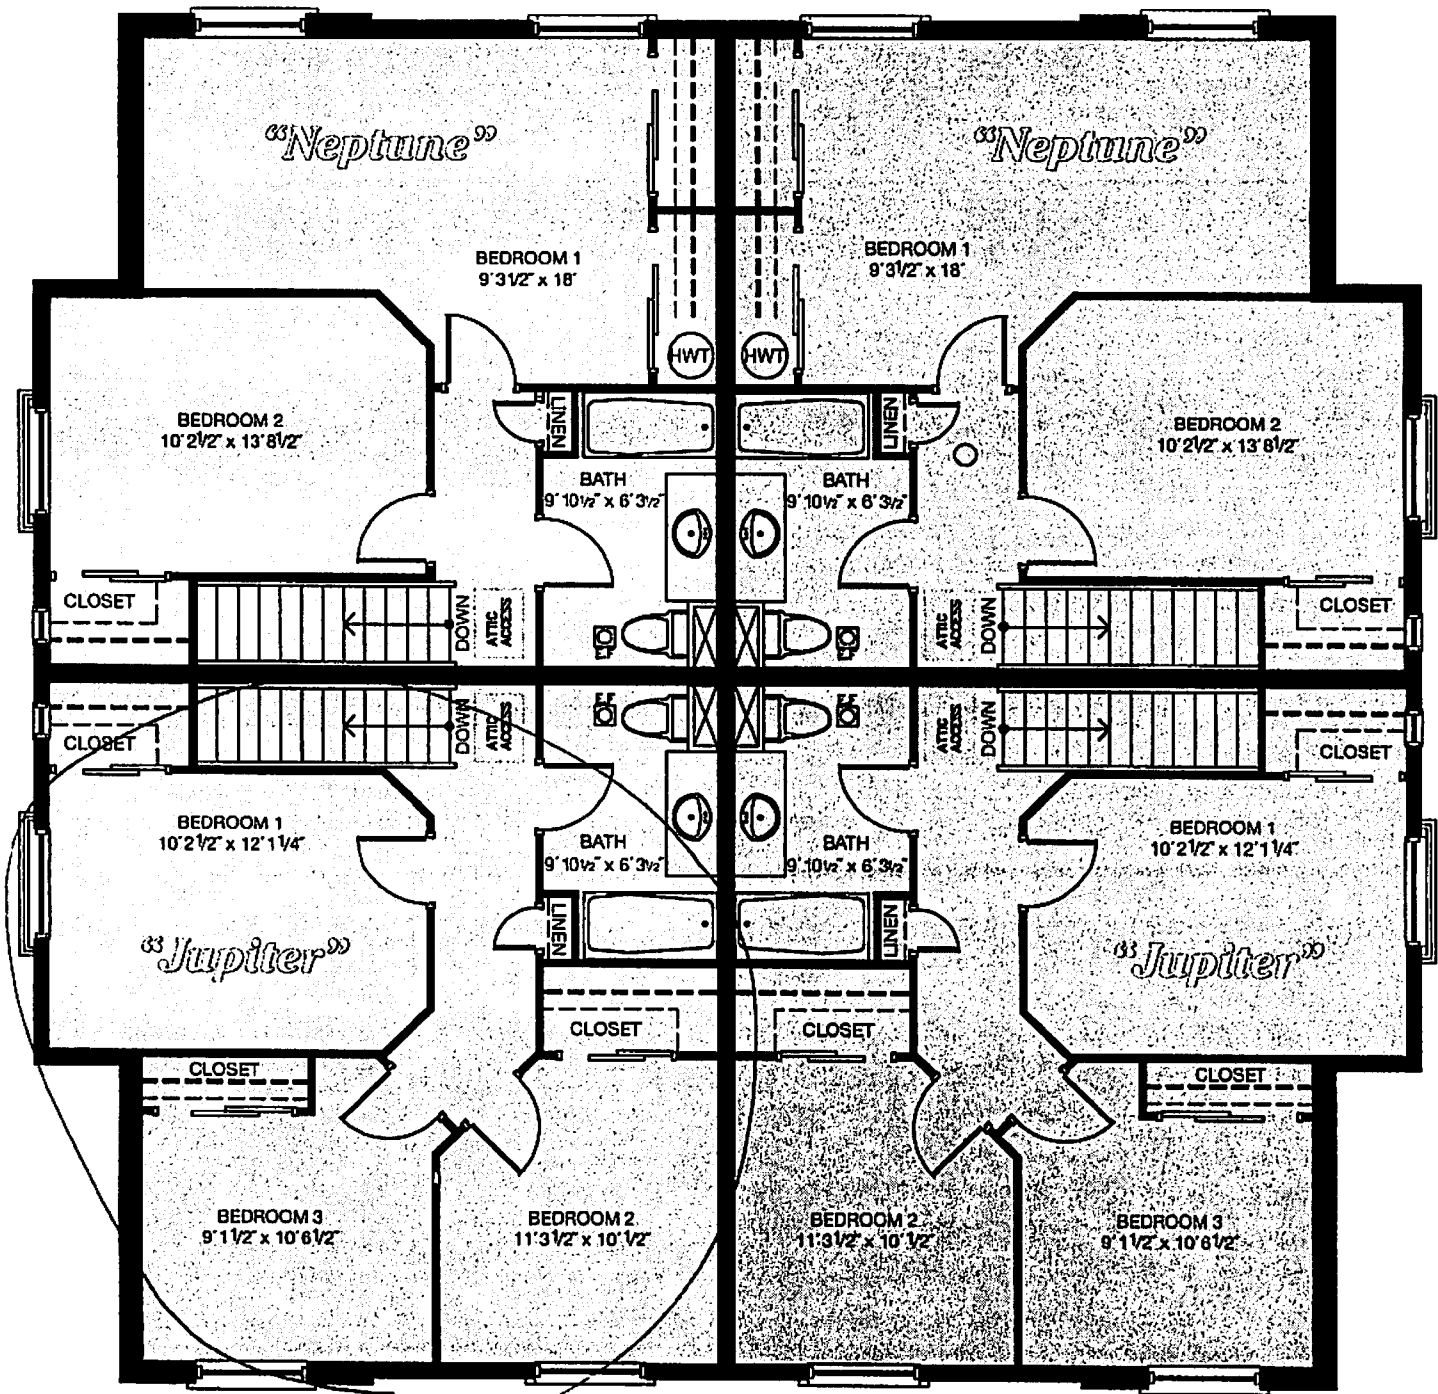 “Neptune”
BEDROOM 1
9'3 1/2" x 18'
BEDROOM 2
10'2 1/2" x 13'8 1/2"
HWT
LINEN
BATH
9'10 1/2" x 6'3 1/2"
CLOSET
DOWN
ATTIC
ACCESS
“Neptune”
BEDROOM 1
9'3 1/2" x 18'
HWT
LINEN
BATH
9'10 1/2" x 6'3 1/2"
BEDROOM 2
10'2 1/2" x 13'8 1/2"
ATTIC
ACCESS
DOWN
CLOSET
CLOSET
DOWN
ATTIC
ACCESS
BEDROOM 1
10'2 1/2" x 12'1 1/4"
BATH
9'10 1/2" x 6'3 1/2"
LINEN
“Jupiter”
CLOSET
CLOSET
BEDROOM 3
9'1 1/2" x 10'6 1/2"
BEDROOM 2
11'3 1/2" x 10'1/2"
ATTIC
ACCESS
DOWN
CLOSET
BATH
9'10 1/2" x 6'3 1/2"
BEDROOM 1
10'2 1/2" x 12'1 1/4"
LINEN
“Jupiter”
CLOSET
CLOSET
BEDROOM 2
11'3 1/2" x 10'1/2"
BEDROOM 3
9'1 1/2" x 10'6 1/2"